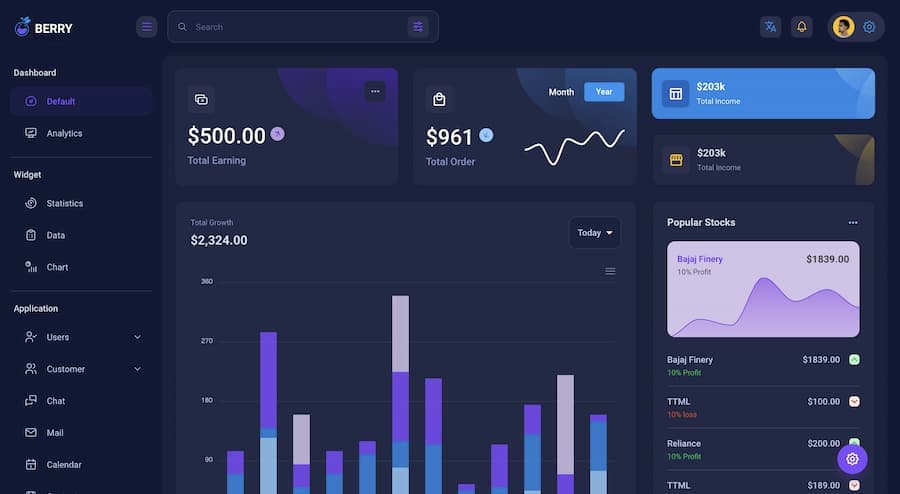 BERRY
Search
Dashboard
Default
Analytics
Widget
Statistics
Data
Chart
Application
Users
Customer
Chat
Mail
Calendar
$500.00
Total Earning
Month
Year
$961
Total Order
$203k
Total Income
$203k
Total Income
Total Growth
$2,324.00
Today
360
270
180
90
Popular Stocks
Bajaj Finery
$1839.00
10% Profit
Bajaj Finery
$1839.00
10% Profit
TTML
$100.00
10% loss
Reliance
$200.00
10% Profit
TTML
$189.00